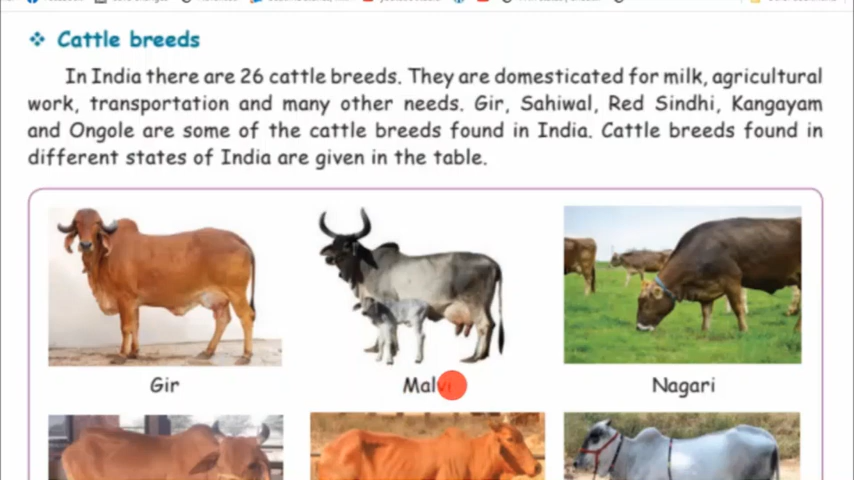 Cattle breeds
In India there are 26 cattle breeds. They are domesticated for milk, agricultural
work, transportation and many other needs. Gir, Sahiwal, Red Sindhi, Kangayam
and Ongole are some of the cattle breeds found in India. Cattle breeds found in
different states of India are given in the table.
Gir
Malvi
Nagari